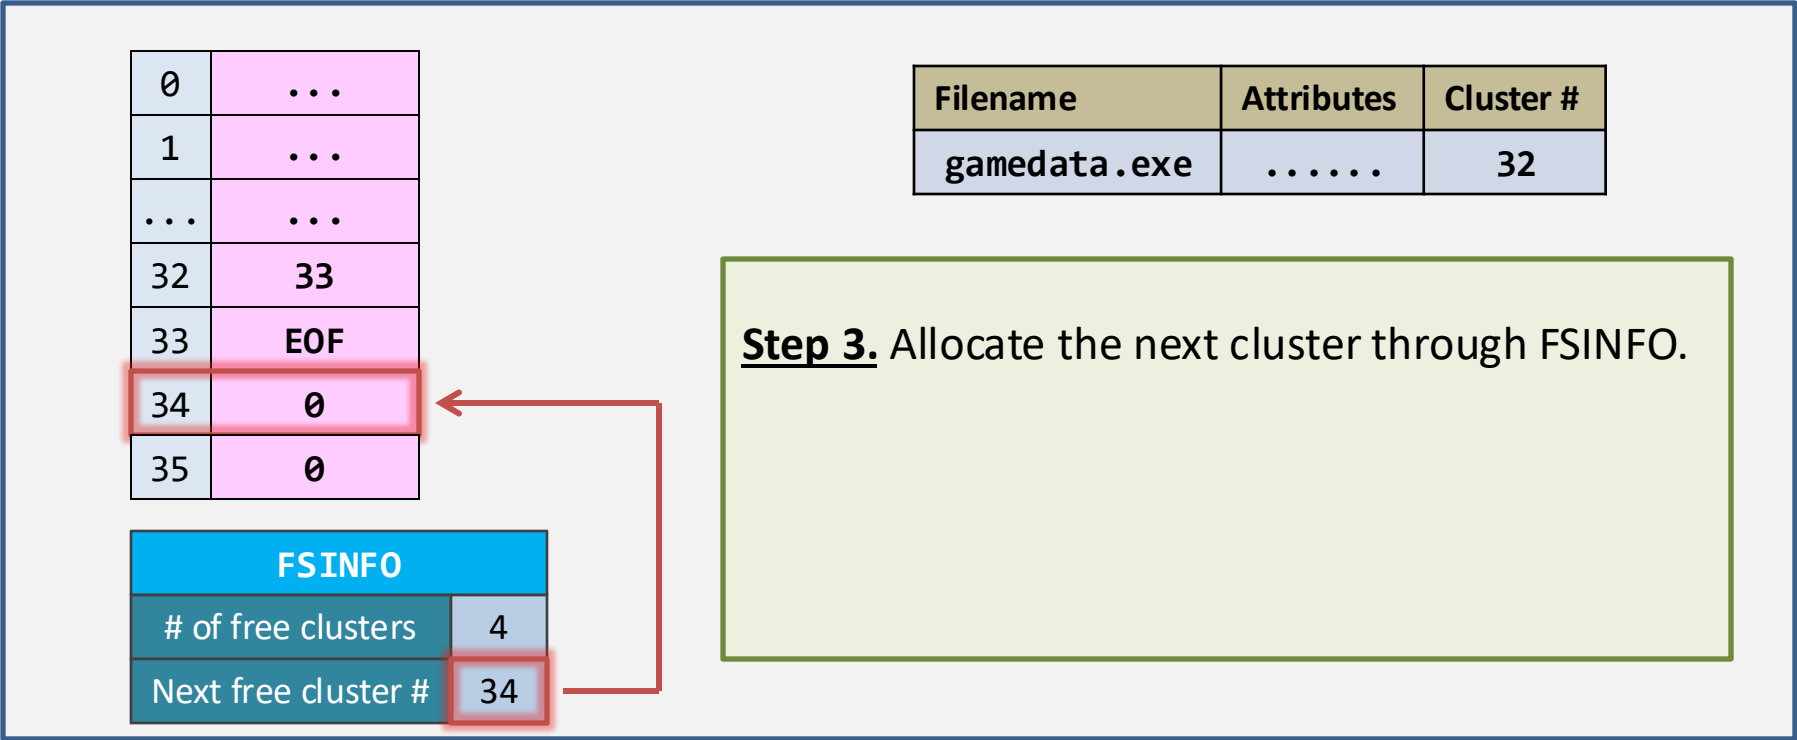 0 ...
1 ...
... ...
32 33
33 EOF
34 0
35 0
FSINFO
# of free clusters 4
Next free cluster # 34
Filename Attributes Cluster #
gamedata.exe ...... 32
Step 3. Allocate the next cluster through FSINFO.